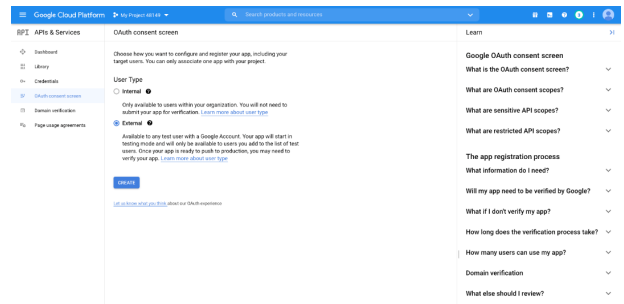 Google Cloud Platform
My Project 48149
Search products and resources
API APIs & Services
OAuth consent screen
Learn
Dashboard
Library
Credentials
OAuth consent screen
Domain verification
Page usage agreements
Choose how you want to configure and register your app, including your
target users. You can only associate one app with your project.
User Type
Internal
Only available to users within your organization. You will not need to
submit your app for verification. Learn more about user type
External
Available to any test user with a Google Account. Your app will start in
testing mode and will only be available to users you add to the list of test
users. Once your app is ready to push to production, you may need to
verify your app. Learn more about user type
CREATE
Let us know what you think about our OAuth experience
Google OAuth consent screen
What is the OAuth consent screen?
What are OAuth consent scopes?
What are sensitive API scopes?
What are restricted API scopes?
The app registration process
What information do I need?
Will my app need to be verified by Google?
What if I don't verify my app?
How long does the verification process take?
How many users can use my app?
Domain verification
What else should I review?